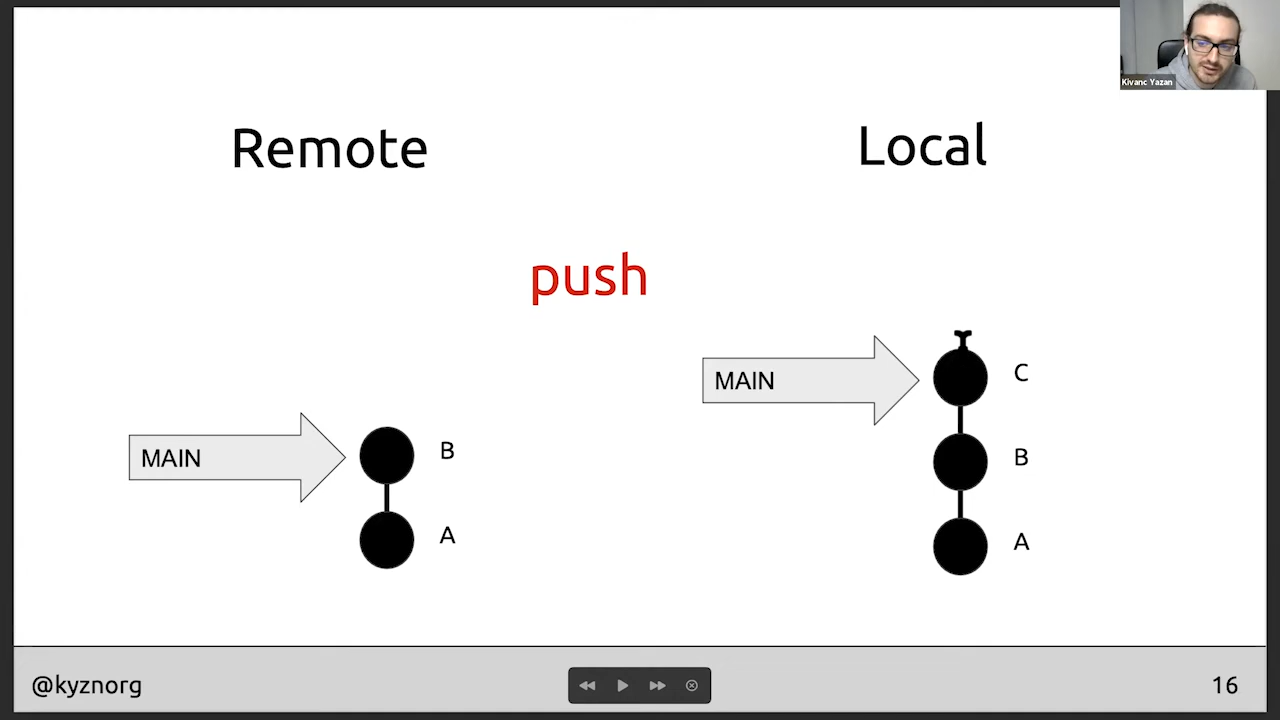 Kivanc Yazan
Remote
Local
push
MAIN
C
MAIN
B
B
A
A
@kyznorg
16